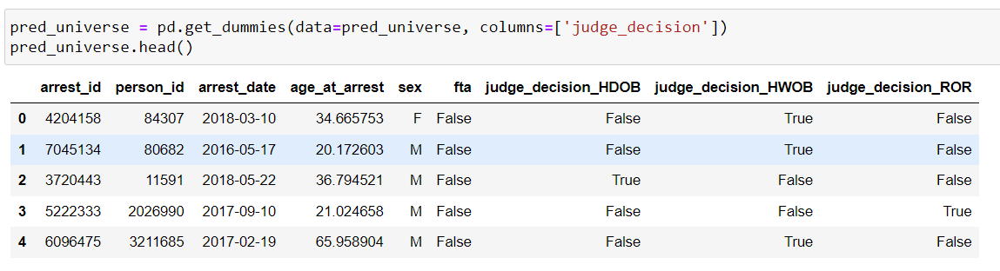 pred_universe = pd.get_dummies(data=pred_universe, columns=['judge_decision'])
pred_universe.head()
arrest_id person_id arrest_date age_at_arrest sex fta judge_decision_HDOB judge_decision_HWOB judge_decision_ROR
0 4204158 84307 2018-03-10 34.665753 F False False True False
1 7045134 80682 2016-05-17 20.172603 M False False True False
2 3720443 11591 2018-05-22 36.794521 M False True False False
3 5222333 2026990 2017-09-10 21.024658 M False False False True
4 6096475 3211685 2017-02-19 65.958904 M False False True False